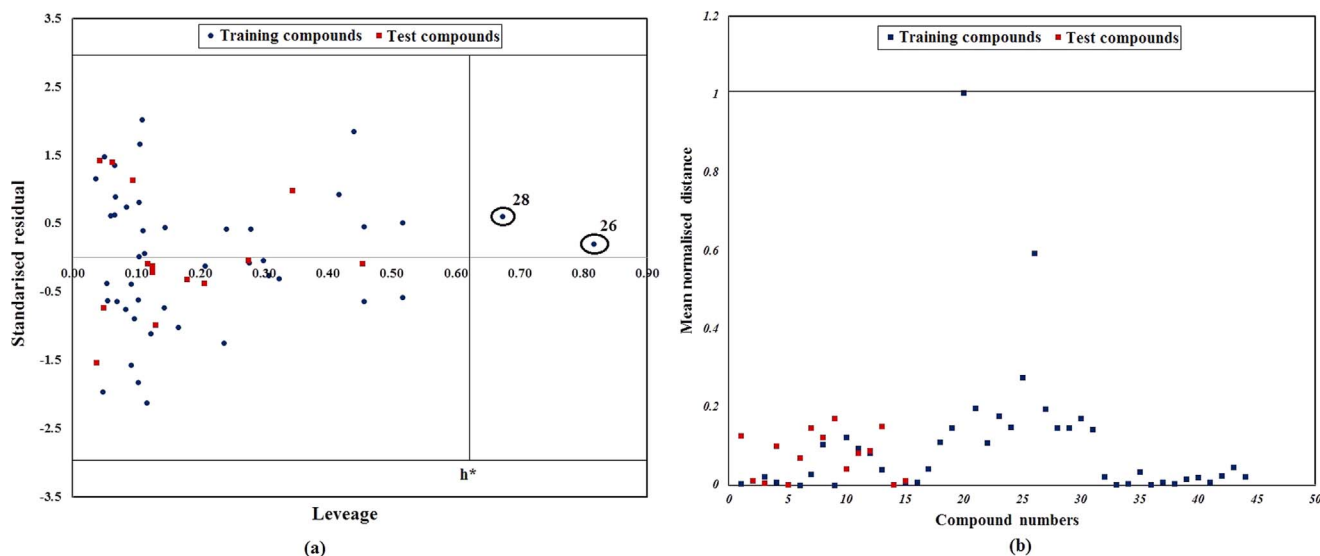 3.5
2.5
1.5
0.5
-0.5
-1.5
-2.5
-3.5
Standarised residual
Training compounds Test compounds
28
26
0.00 0.10 0.20 0.30 0.40 0.50 0.60 0.70 0.80 0.90
h*
Leveage
(a)
1.2
1
0.8
0.6
0.4
0.2
0
Mean normalised distance
Training compounds Test compounds
0 5 10 15 20 25 30 35 40 45 50
Compound numbers
(b)